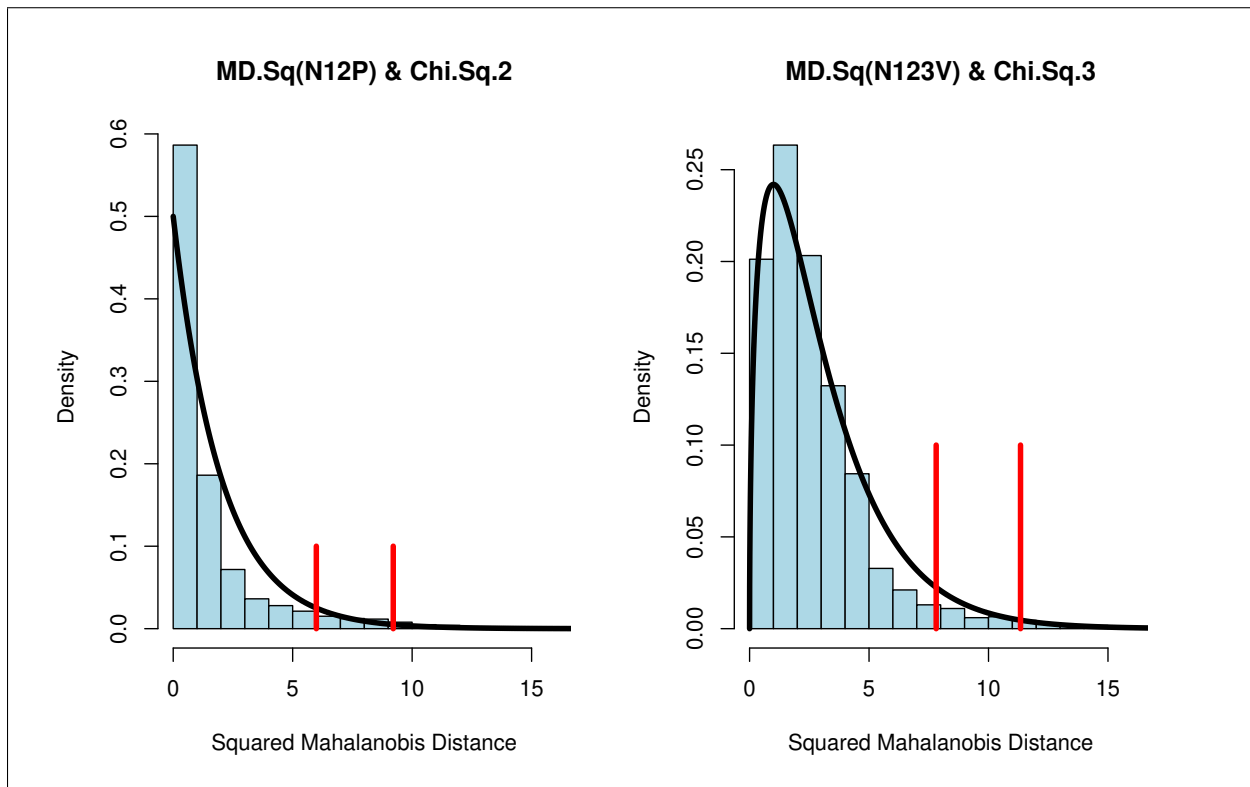 MD.Sq(N12P) & Chi.Sq.2
0.6
0.5
0.4
0.3
0.2
0.1
0.0
Density
0 5 10 15
Squared Mahalanobis Distance
MD.Sq(N123V) & Chi.Sq.3
0.25
0.20
0.15
0.10
0.05
0.00
Density
0 5 10 15
Squared Mahalanobis Distance